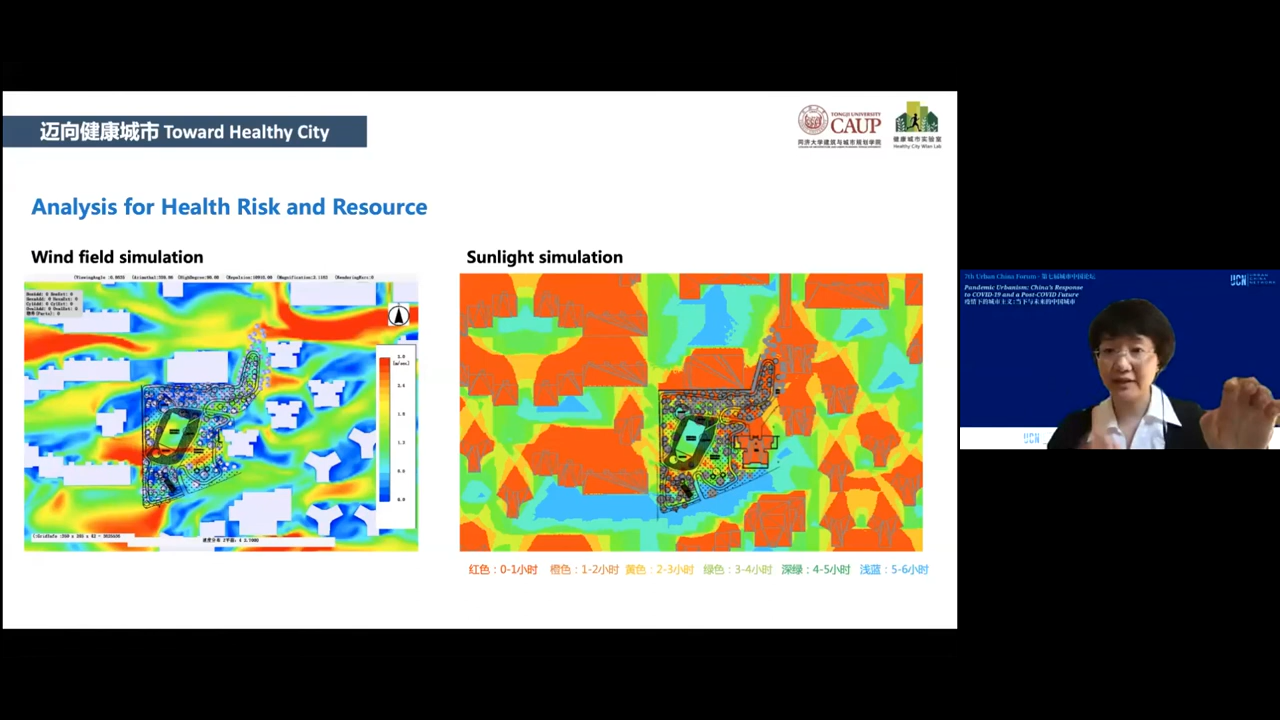 迈向健康城市 Toward Healthy City
TONGJI UNIVERSITY
CAUP
同济大学建筑与城市规划学院
健康城市实验室
Healthy City Wlan Lab
Analysis for Health Risk and Resource
Wind field simulation
Sunlight simulation
红色：0-1小时 橙色：1-2小时 黄色：2-3小时 绿色：3-4小时 深绿：4-5小时 浅蓝：5-6小时
7th Urban China Forum · 第七届城市中国论坛
UCN
URBAN
CHINA
NETWORK
Pandemic Urbanism: China's Response
to COVID-19 and a Post-COVID Future
疫情下的城市主义：当下与未来的中国城市
UCN